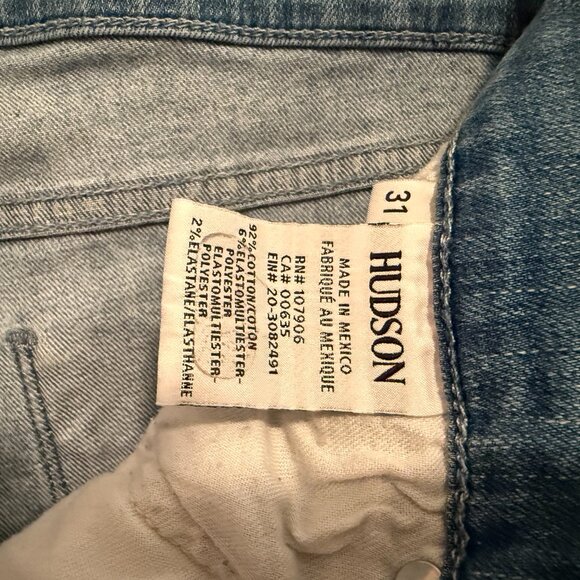 31
HUDSON
MADE IN MEXICO
FABRIQUÉ AU MEXIQUE
RN# 107906
CA# 00635
EIN# 20-3082491
92%COTTON/COTON
6%ELASTOMULTIESTER-
POLYESTER
ELASTOMULTIESTER-
POLYESTER
2%ELASTANE/ELASTHANNE